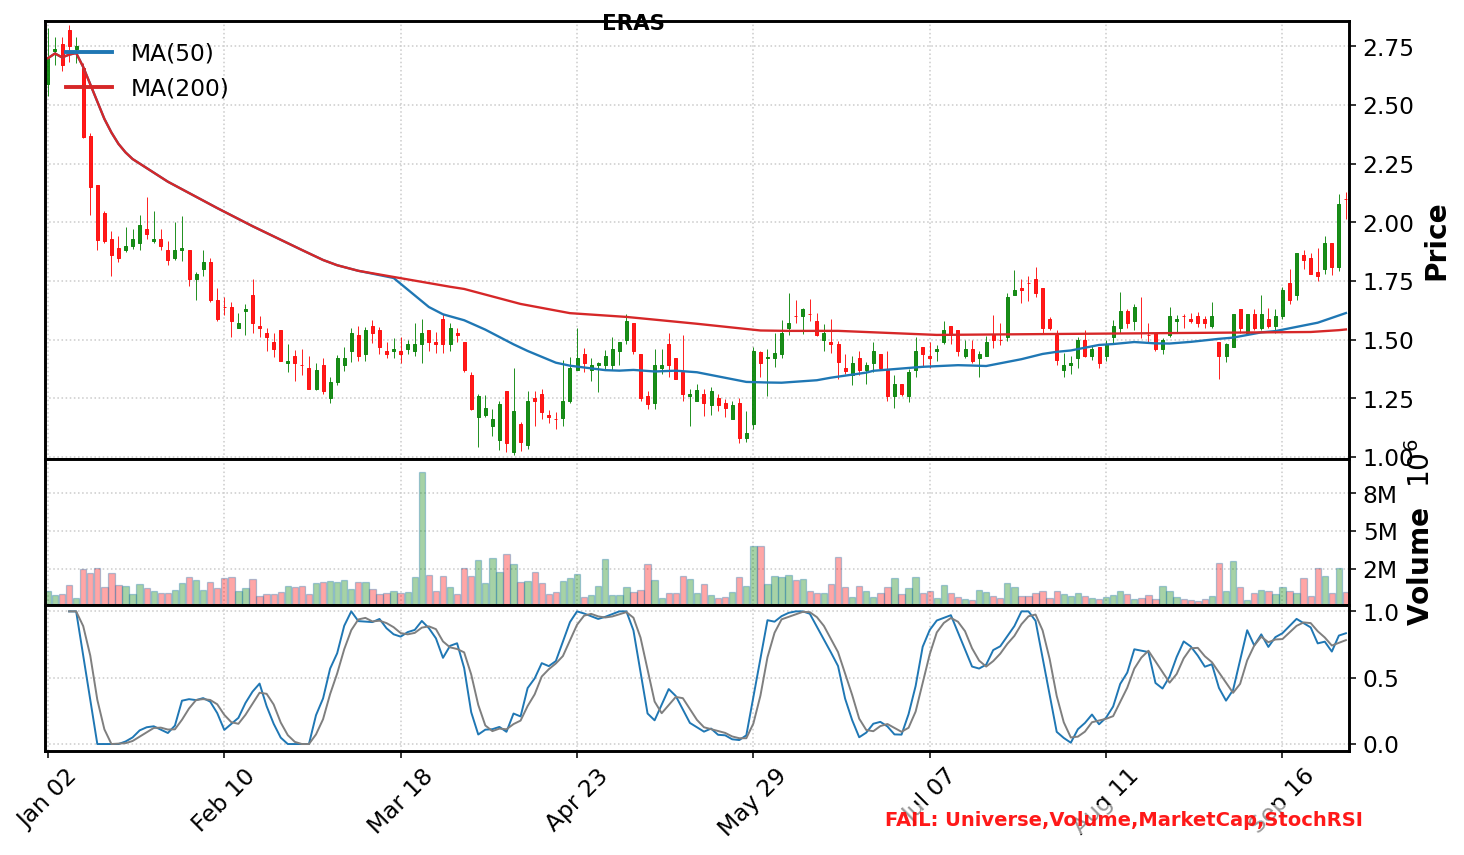 ERAS
MA(50)
MA(200)
2.75
2.50
2.25
2.00
1.75
1.50
1.25
1.00
Price
10^6
8M
5M
2M
Volume
1.0
0.5
0.0
Jan 02
Feb 10
Mar 18
Apr 23
May 29
Jul 07
Aug 11
Sep 16
FAIL: Universe,Volume,MarketCap,StochRSI